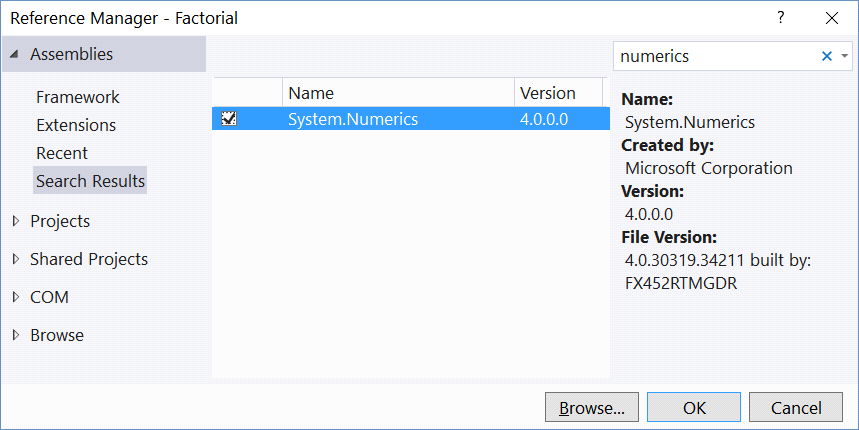 Reference Manager - Factorial
?
Assemblies
Framework
Extensions
Recent
Search Results
Projects
Shared Projects
COM
Browse
Name Version
System.Numerics 4.0.0.0
numerics
Name:
System.Numerics
Created by:
Microsoft Corporation
Version:
4.0.0.0
File Version:
4.0.30319.34211 built by:
FX452RTMGDR
Browse... OK Cancel